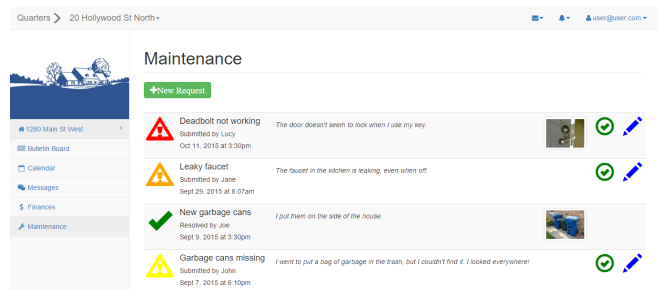 Quarters 20 Hollywood St North
user@user.com
Maintenance
New Request
1260 Main St West
Bulletin Board
Calendar
Messages
$ Finances
Maintenance
Deadbolt not working
Submitted by Lucy
Oct 11, 2015 at 3:30pm
The door doesn't seem to lock when I use my key.
Leaky faucet
Submitted by Jane
Sept 29, 2015 at 8:07am
The faucet in the kitchen is leaking, even when off.
New garbage cans
Resolved by Joe
Sept 9, 2015 at 3:30pm
I put them on the side of the house.
Garbage cans missing
Submitted by John
Sept 7, 2015 at 6:10pm
I went to put a bag of garbage in the trash, but I couldn't find it. I looked everywhere!